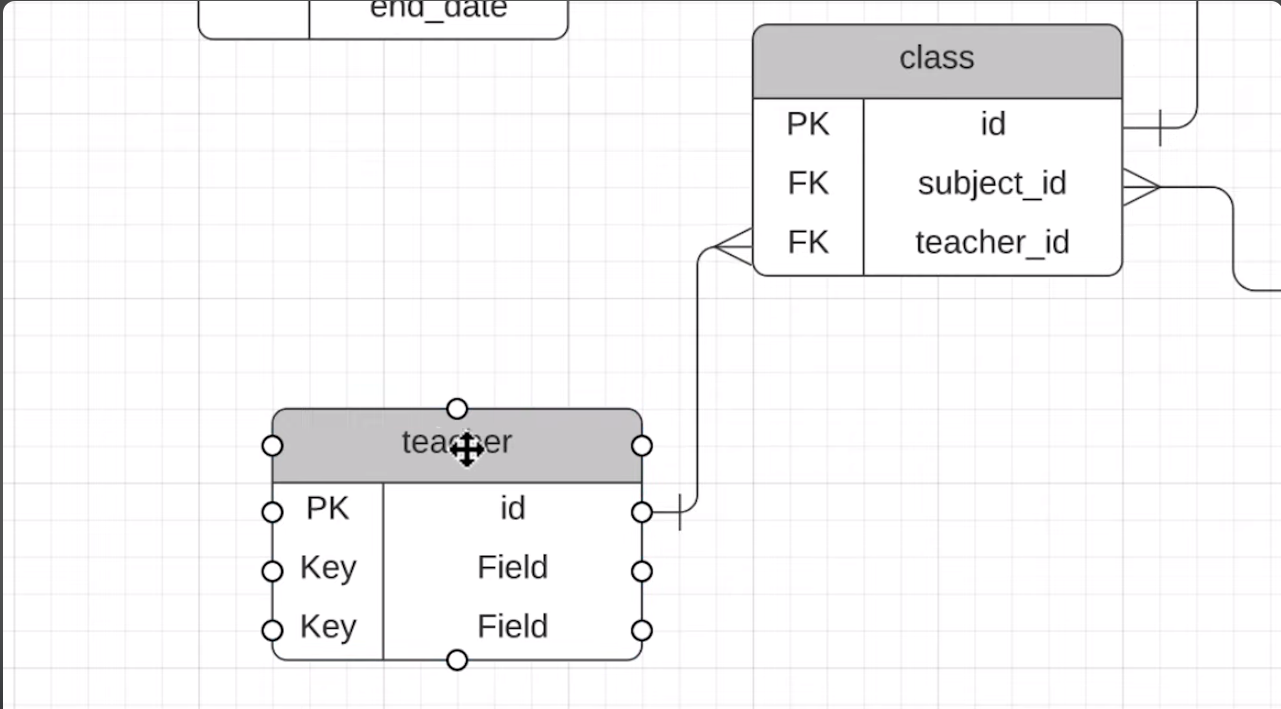 end_date
class
PK id
FK subject_id
FK teacher_id
teacher
PK id
Key Field
Key Field